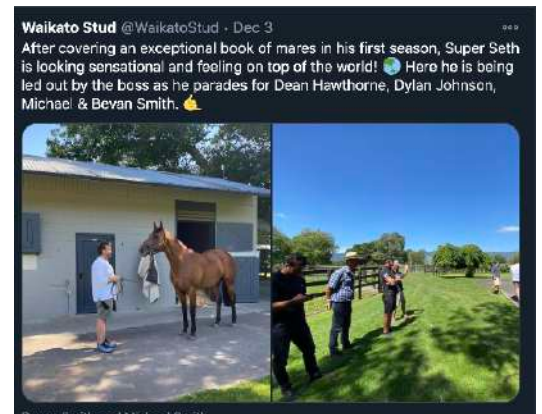 Waikato Stud @WaikatoStud · Dec 3
After covering an exceptional book of mares in his first season, Super Seth
is looking sensational and feeling on top of the world! 🌏 Here he is being
led out by the boss as he parades for Dean Hawthorne, Dylan Johnson,
Michael & Bevan Smith. 🤙